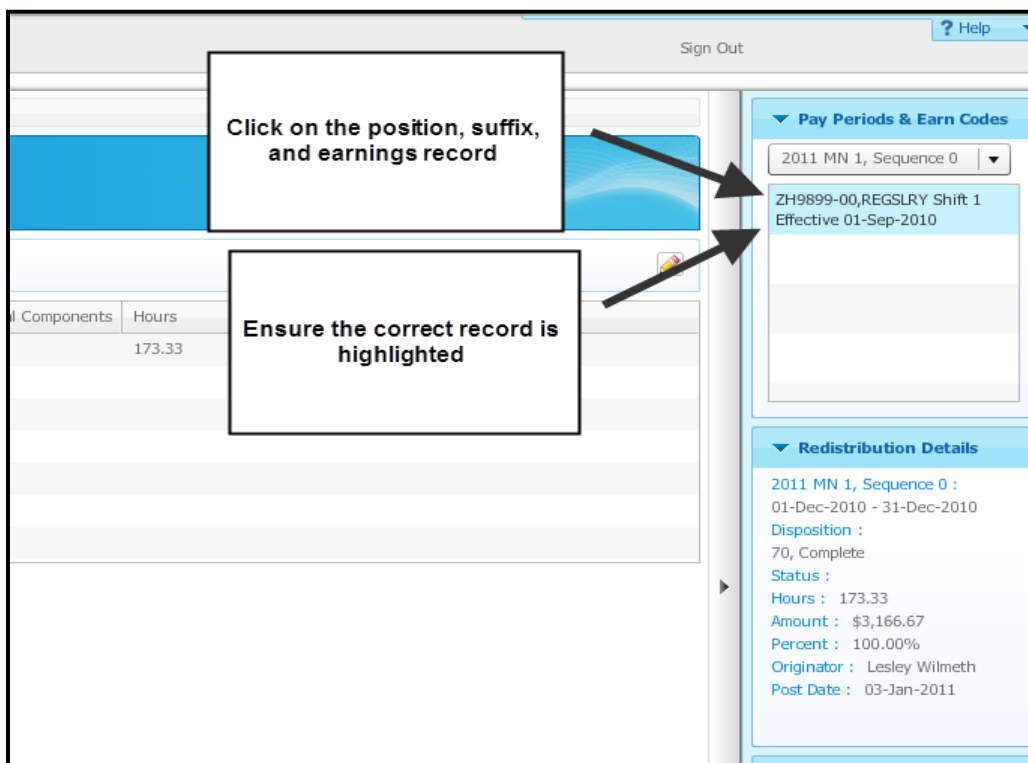 ? Help
Sign Out
Click on the position, suffix,
and earnings record
Pay Periods & Earn Codes
2011 MN 1, Sequence 0
ZH9899-00,REGSLRY Shift 1
Effective 01-Sep-2010
Ensure the correct record is
highlighted
l Components Hours
173.33
Redistribution Details
2011 MN 1, Sequence 0 :
01-Dec-2010 - 31-Dec-2010
Disposition :
70, Complete
Status :
Hours : 173.33
Amount : $3,166.67
Percent : 100.00%
Originator : Lesley Wilmeth
Post Date : 03-Jan-2011